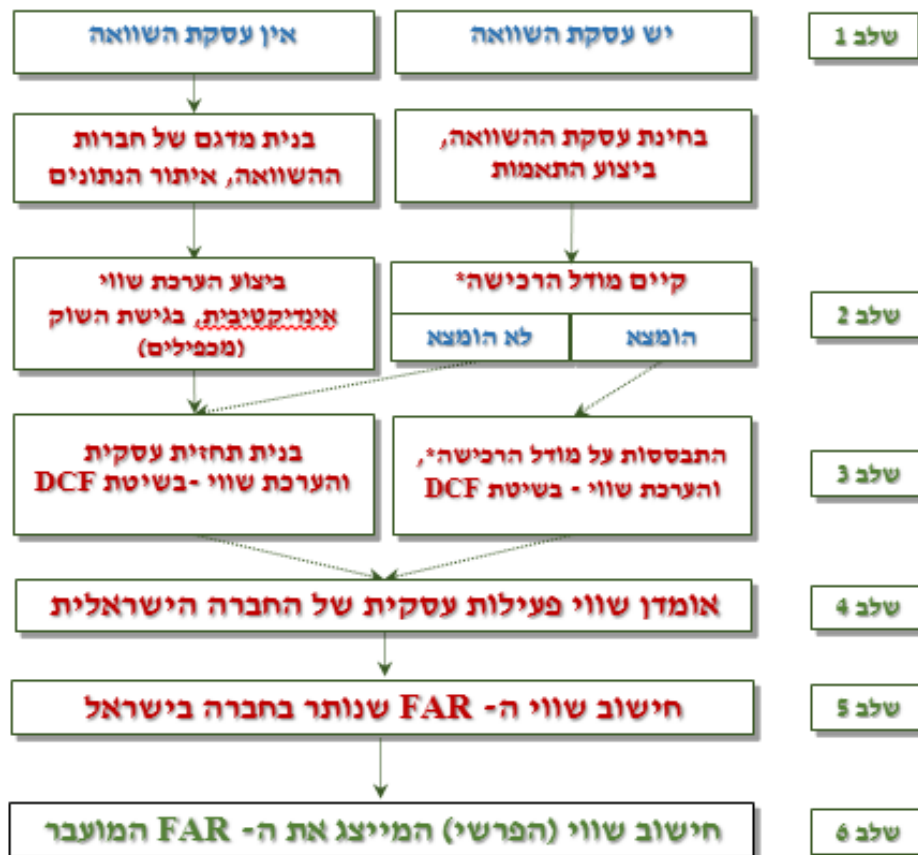 שלב 1
יש עסקת השוואה
אין עסקת השוואה
בחינת עסקת ההשוואה,
ביצוע התאמות
בנית מדגם של חברות
ההשוואה, איתור הנתונים
שלב 2
קיים מודל הרכישה*
הומצא
לא הומצא
ביצוע הערכת שווי
אינדיקטיבית, בגישת השוק
(מכפילים)
שלב 3
התבססות על מודל הרכישה*,
והערכת שווי - בשיטת DCF
בנית תחזית עסקית
והערכת שווי -בשיטת DCF
שלב 4
אומדן שווי פעילות עסקית של החברה הישראלית
שלב 5
חישוב שווי ה- FAR שנותר בחברה בישראל
שלב 6
חישוב שווי (הפרשי) המייצג את ה- FAR המועבר